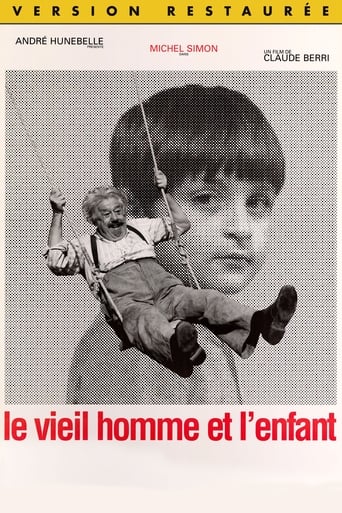 VERSION RESTAURÉE
ANDRÉ HUNEBELLE
PRÉSENTE
MICHEL SIMON
DANS
UN FILM DE
CLAUDE BERRI
le vieil homme et l'enfant